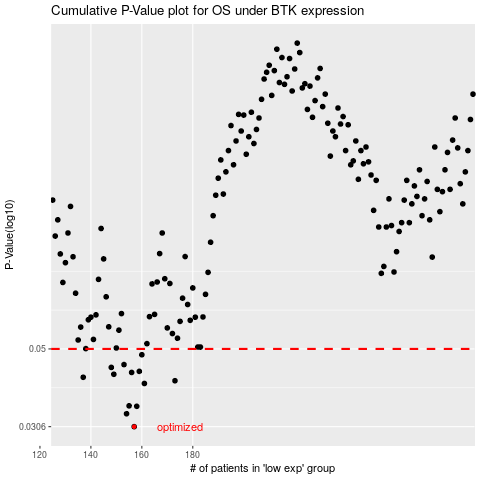 Cumulative P-Value plot for OS under BTK expression
P-Value(log10)
0.05
0.0306
optimized
120 140 160 180
# of patients in 'low exp' group